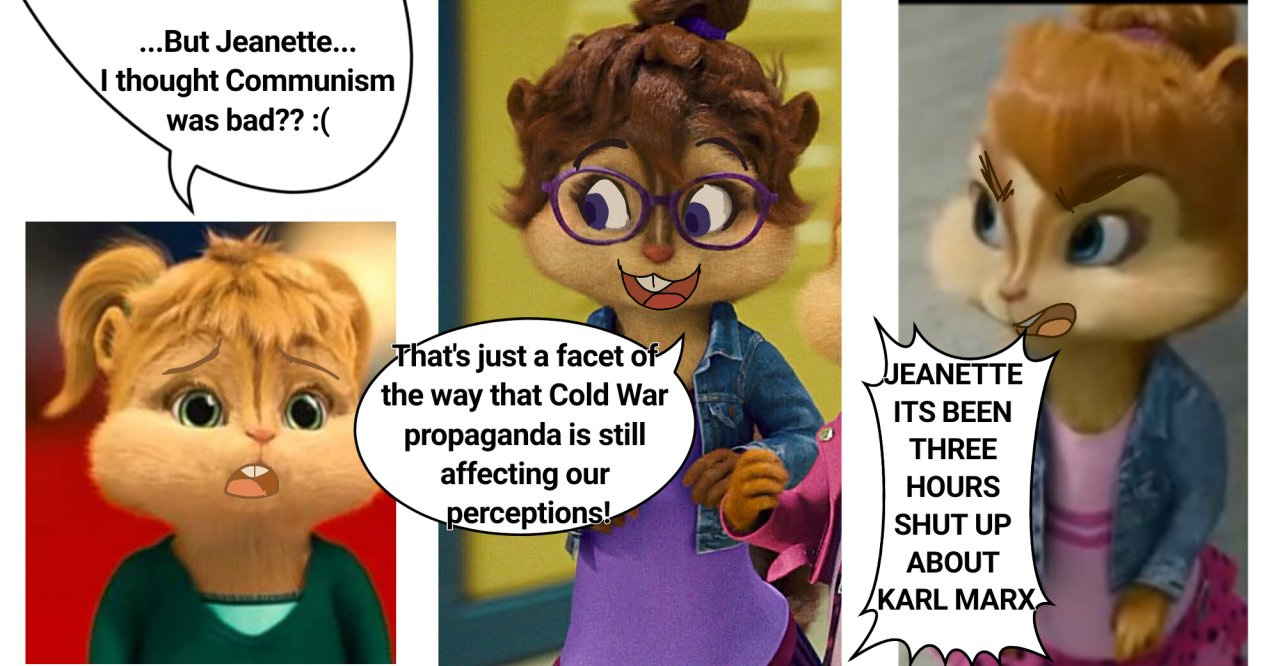 ...But Jeanette...
I thought Communism
was bad?? :(
That's just a facet of
the way that Cold War
propaganda is still
affecting our
perceptions!
JEANETTE
ITS BEEN
THREE
HOURS
SHUT UP
ABOUT
KARL MARX